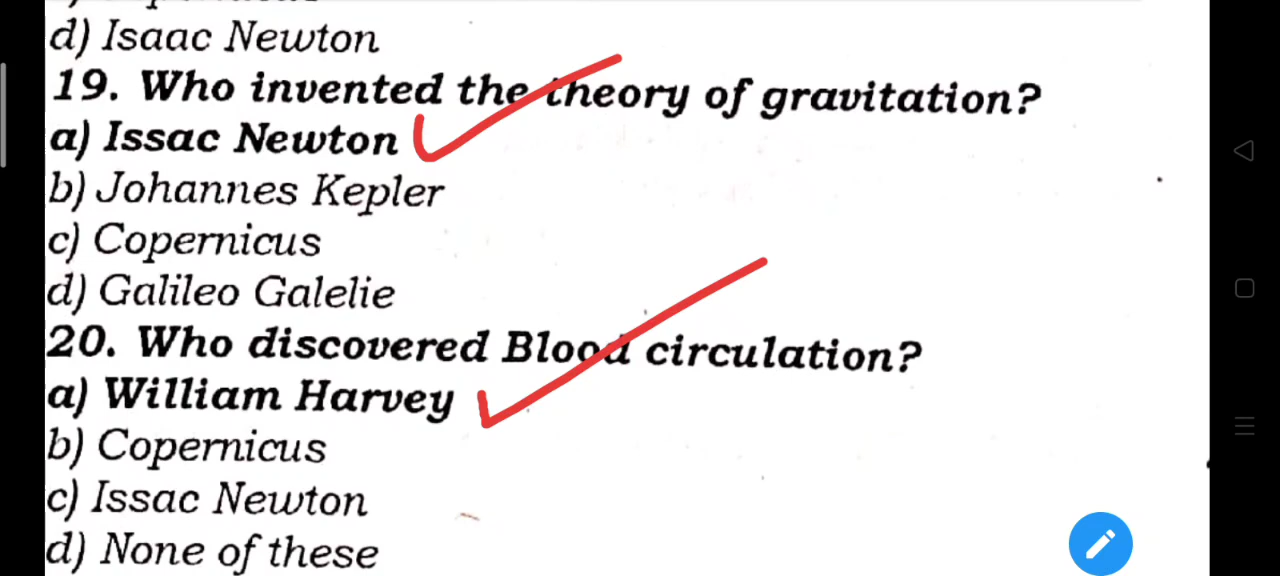 d) Isaac Newton
19. Who invented the theory of gravitation?
a) Issac Newton
b) Johannes Kepler
c) Copernicus
d) Galileo Galelie
20. Who discovered Blood circulation?
a) William Harvey
b) Copernicus
c) Issac Newton
d) None of these